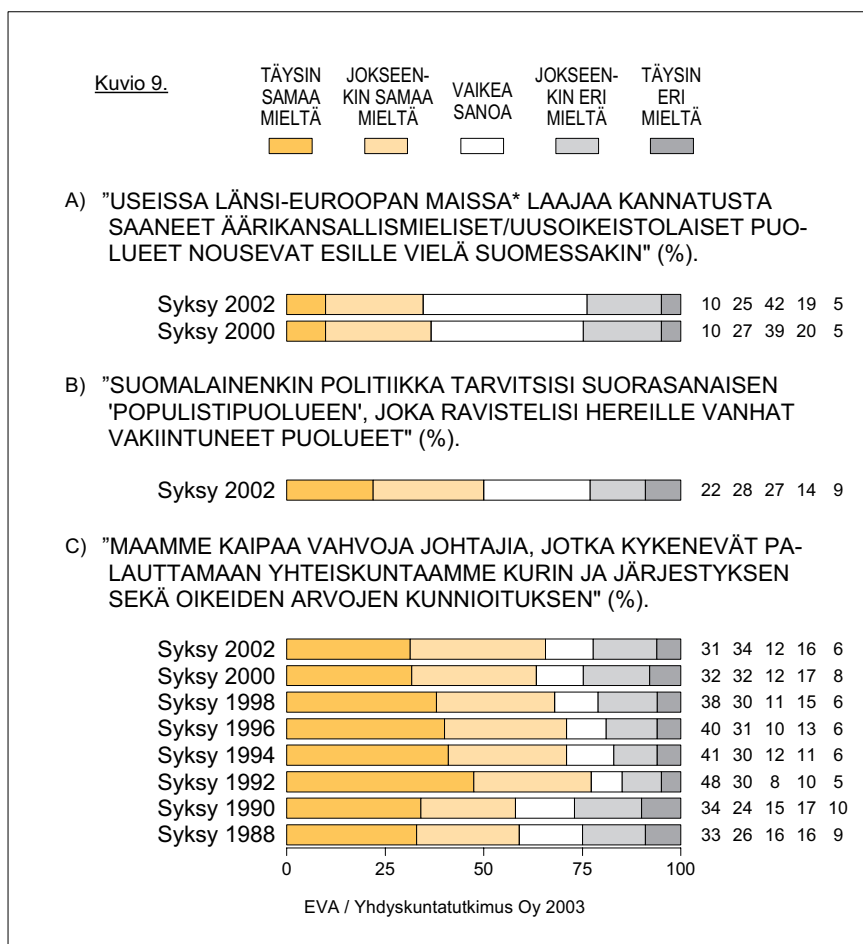 Kuvio 9.
TÄYSIN
SAMAA
MIELTÄ
JOKSEEN-
KIN SAMAA
MIELTÄ
VAIKEA
SANOA
JOKSEEN-
KIN ERI
MIELTÄ
TÄYSIN
ERI
MIELTÄ
A) ”USEISSA LÄNSI-EUROOPAN MAISSA* LAAJAA KANNATUSTA
SAANEET ÄÄRIKANSALLISMIELISET/UUSOIKEISTOLAISET PUO-
LUEET NOUSEVAT ESILLE VIELÄ SUOMESSAKIN" (%).
Syksy 2002 10 25 42 19 5
Syksy 2000 10 27 39 20 5
B) ”SUOMALAINENKIN POLITIIKKA TARVITSISI SUORASANAISEN
'POPULISTIPUOLUEEN', JOKA RAVISTELISI HEREILLE VANHAT
VAKIINTUNEET PUOLUEET" (%).
Syksy 2002 22 28 27 14 9
C) ”MAAMME KAIPAA VAHVOJA JOHTAJIA, JOTKA KYKENEVÄT PA-
LAUTTAMAAN YHTEISKUNTAAMME KURIN JA JÄRJESTYKSEN
SEKÄ OIKEIDEN ARVOJEN KUNNIOITUKSEN" (%).
Syksy 2002 31 34 12 16 6
Syksy 2000 32 32 12 17 8
Syksy 1998 38 30 11 15 6
Syksy 1996 40 31 10 13 6
Syksy 1994 41 30 12 11 6
Syksy 1992 48 30 8 10 5
Syksy 1990 34 24 15 17 10
Syksy 1988 33 26 16 16 9
0 25 50 75 100
EVA / Yhdyskuntatutkimus Oy 2003